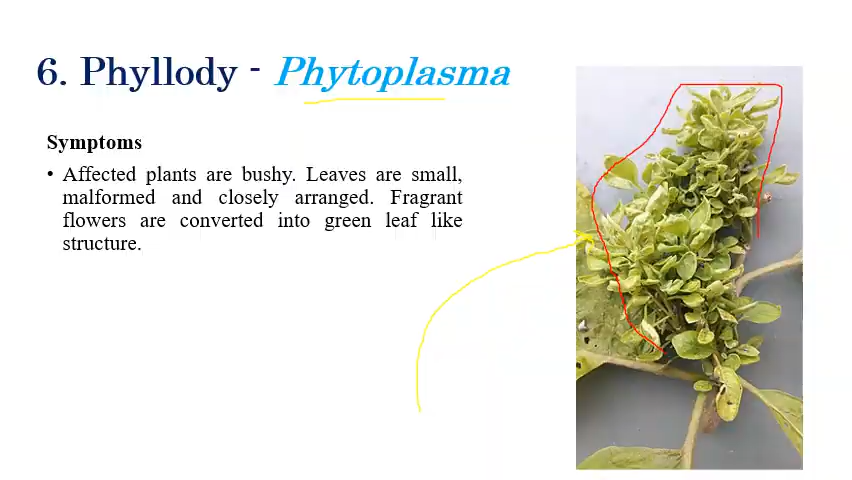 6. Phyllody - Phytoplasma
Symptoms
• Affected plants are bushy. Leaves are small,
malformed and closely arranged. Fragrant
flowers are converted into green leaf like
structure.